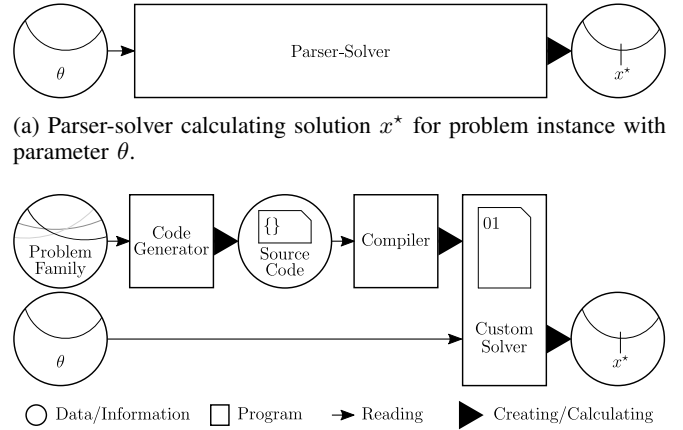 θ
Parser-Solver
x⋆
(a) Parser-solver calculating solution x⋆ for problem instance with
parameter θ.
Problem
Family
Code
Generator
{}
Source
Code
Compiler
01
Custom
Solver
θ
x⋆
Data/Information
Program
Reading
Creating/Calculating